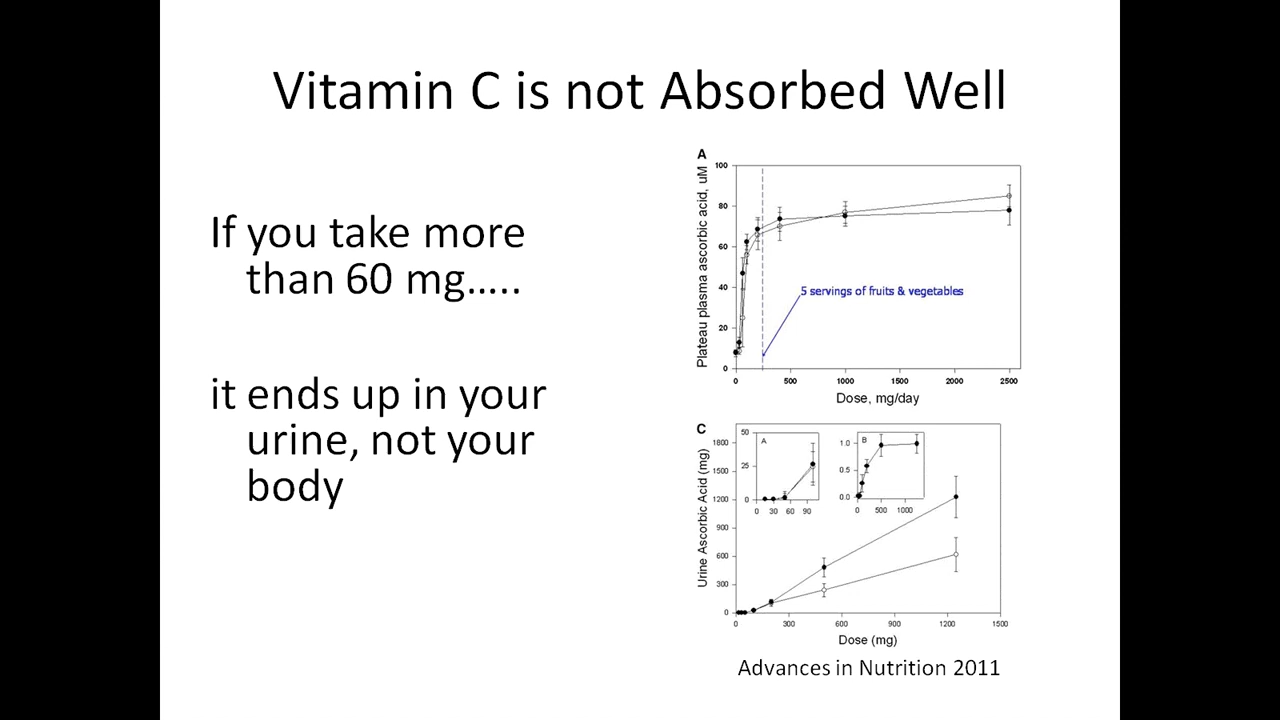 Vitamin C is not Absorbed Well
If you take more
than 60 mg…..
it ends up in your
urine, not your
body
A
Plateau plasma ascorbic acid, uM
100
80
60
40
20
0
5 servings of fruits & vegetables
0 500 1000 1500 2000 2500
Dose, mg/day
C
Urine Ascorbic Acid (mg)
1800
1500
1200
900
600
300
0
A
50
25
0
0 30 60 90
B
1.0
0.5
0.0
0 500 1000
0 300 600 900 1200 1500
Dose (mg)
Advances in Nutrition 2011